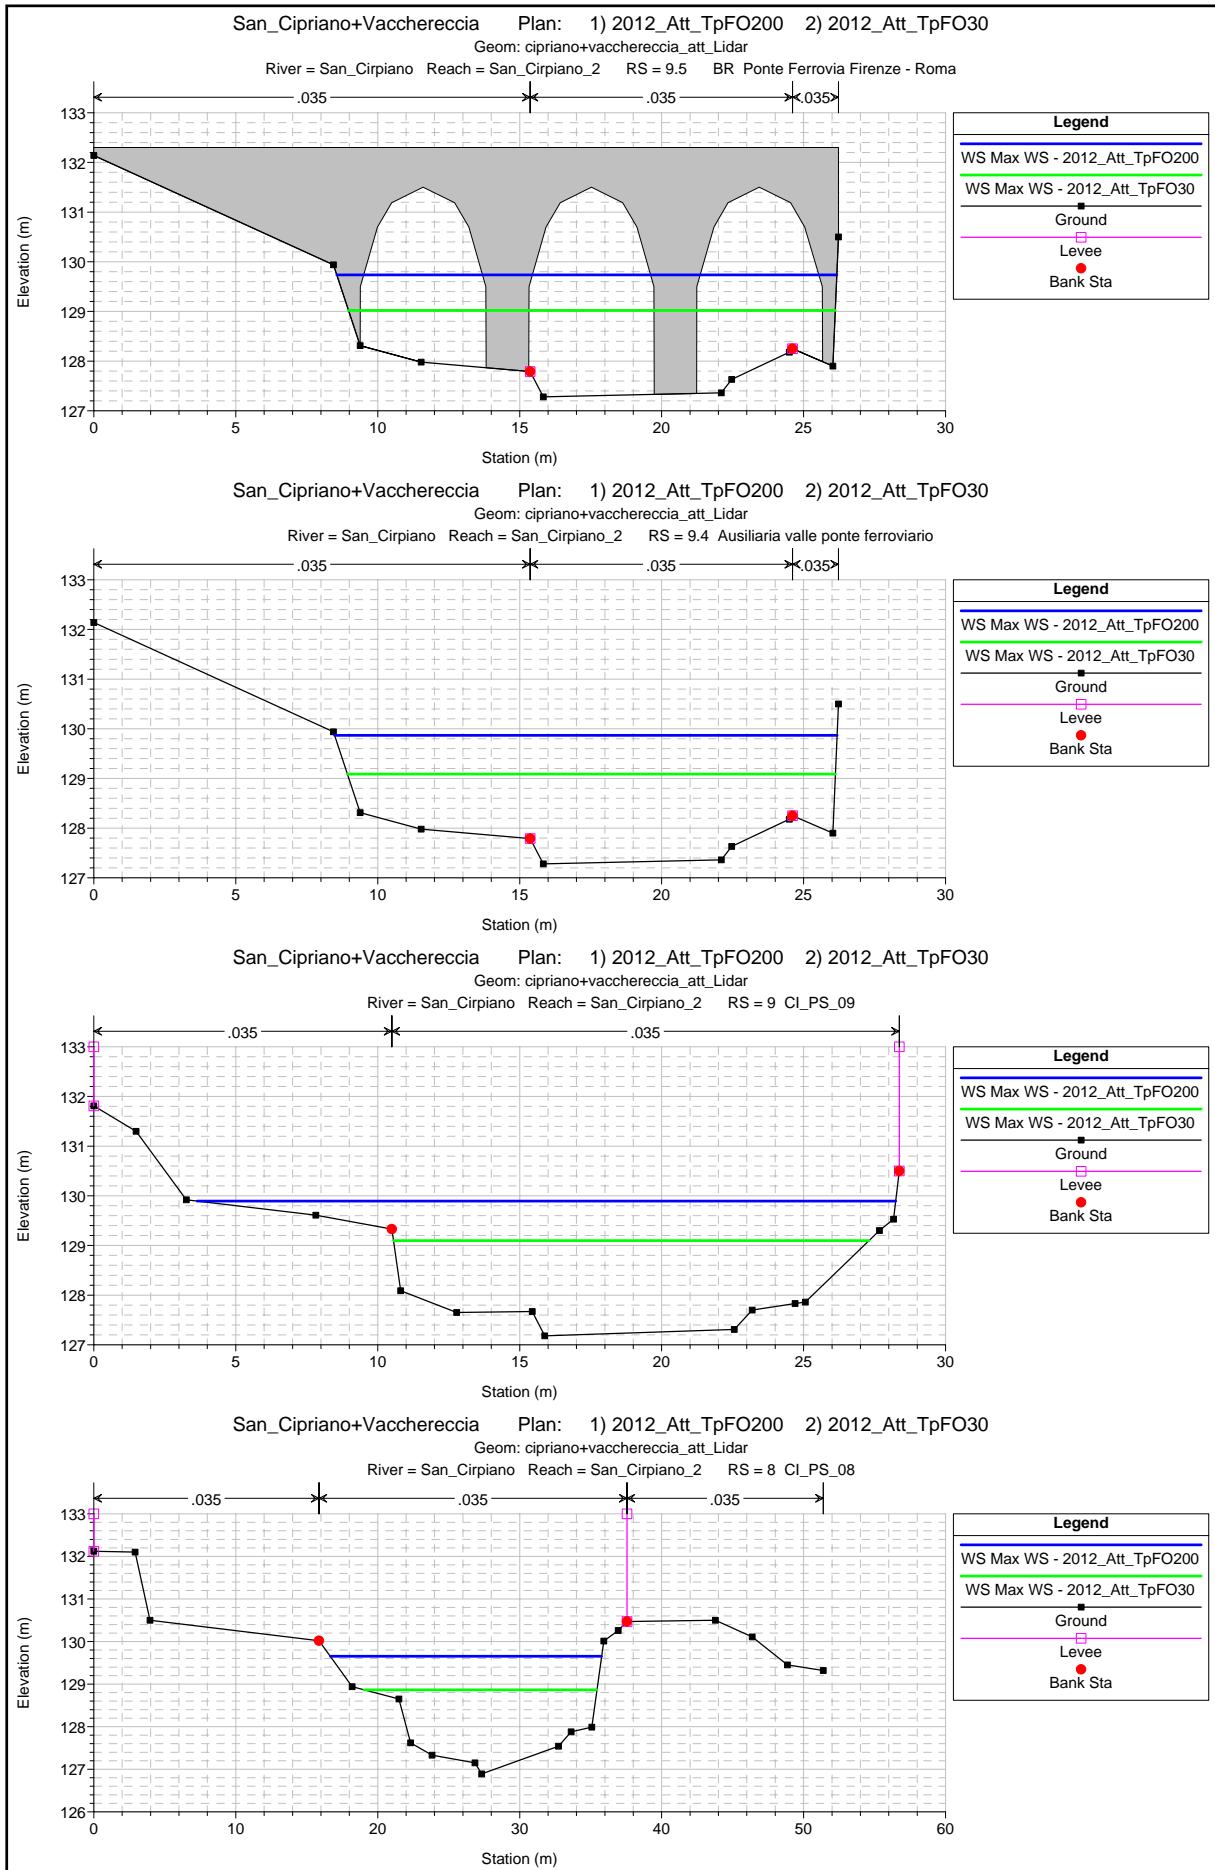 San_Cipriano+Vacchereccia Plan: 1) 2012_Att_TpFO200 2) 2012_Att_TpFO30
Geom: cipriano+vacchereccia_att_Lidar
River = San_Cirpiano Reach = San_Cirpiano_2 RS = 9.5 BR Ponte Ferrovia Firenze - Roma
.035 .035 .035
133
132
131
130
129
128
127
Elevation (m)
0 5 10 15 20 25 30
Station (m)
Legend
WS Max WS - 2012_Att_TpFO200
WS Max WS - 2012_Att_TpFO30
Ground
Levee
Bank Sta
San_Cipriano+Vacchereccia Plan: 1) 2012_Att_TpFO200 2) 2012_Att_TpFO30
Geom: cipriano+vacchereccia_att_Lidar
River = San_Cirpiano Reach = San_Cirpiano_2 RS = 9.4 Ausiliaria valle ponte ferroviario
.035 .035 .035
133
132
131
130
129
128
127
Elevation (m)
0 5 10 15 20 25 30
Station (m)
Legend
WS Max WS - 2012_Att_TpFO200
WS Max WS - 2012_Att_TpFO30
Ground
Levee
Bank Sta
San_Cipriano+Vacchereccia Plan: 1) 2012_Att_TpFO200 2) 2012_Att_TpFO30
Geom: cipriano+vacchereccia_att_Lidar
River = San_Cirpiano Reach = San_Cirpiano_2 RS = 9 CI_PS_09
.035 .035
133
132
131
130
129
128
127
Elevation (m)
0 5 10 15 20 25 30
Station (m)
Legend
WS Max WS - 2012_Att_TpFO200
WS Max WS - 2012_Att_TpFO30
Ground
Levee
Bank Sta
San_Cipriano+Vacchereccia Plan: 1) 2012_Att_TpFO200 2) 2012_Att_TpFO30
Geom: cipriano+vacchereccia_att_Lidar
River = San_Cirpiano Reach = San_Cirpiano_2 RS = 8 CI_PS_08
.035 .035 .035
133
132
131
130
129
128
127
126
Elevation (m)
0 10 20 30 40 50 60
Station (m)
Legend
WS Max WS - 2012_Att_TpFO200
WS Max WS - 2012_Att_TpFO30
Ground
Levee
Bank Sta